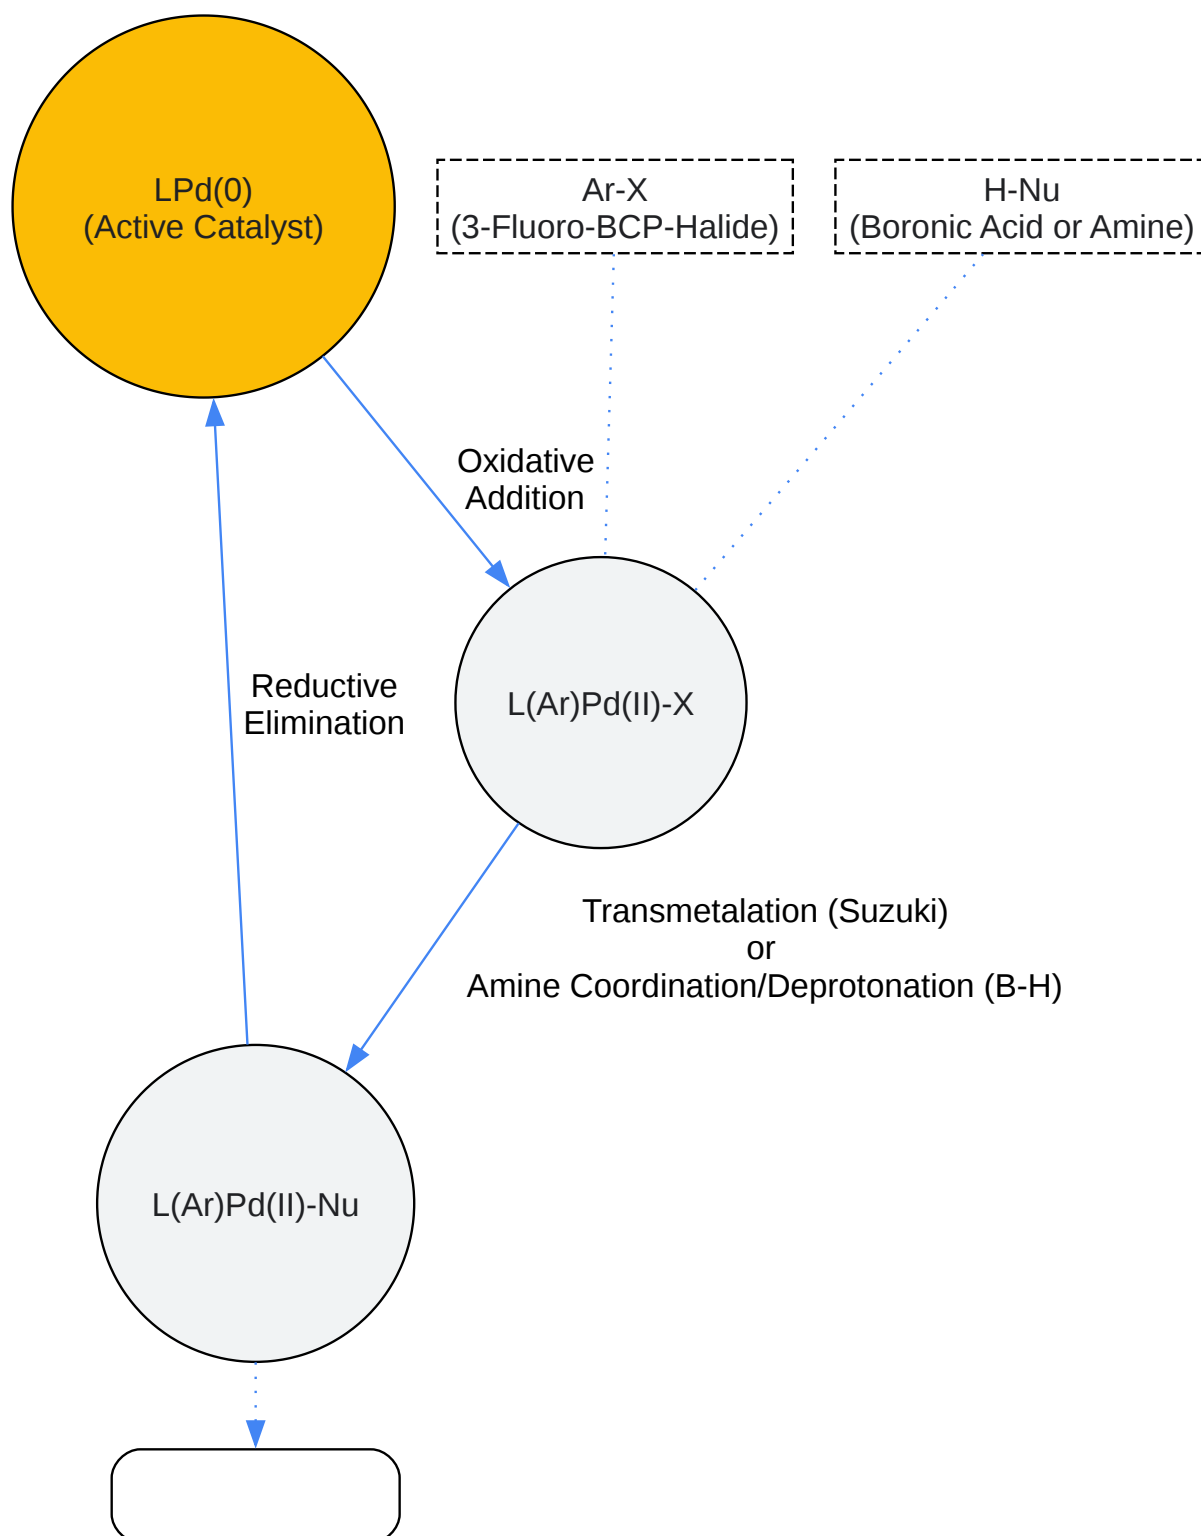 LPd(0)
(Active Catalyst)
Ar-X
(3-Fluoro-BCP-Halide)
H-Nu
(Boronic Acid or Amine)
Oxidative
Addition
Reductive
Elimination
L(Ar)Pd(II)-X
Transmetalation (Suzuki)
or
Amine Coordination/Deprotonation (B-H)
L(Ar)Pd(II)-Nu